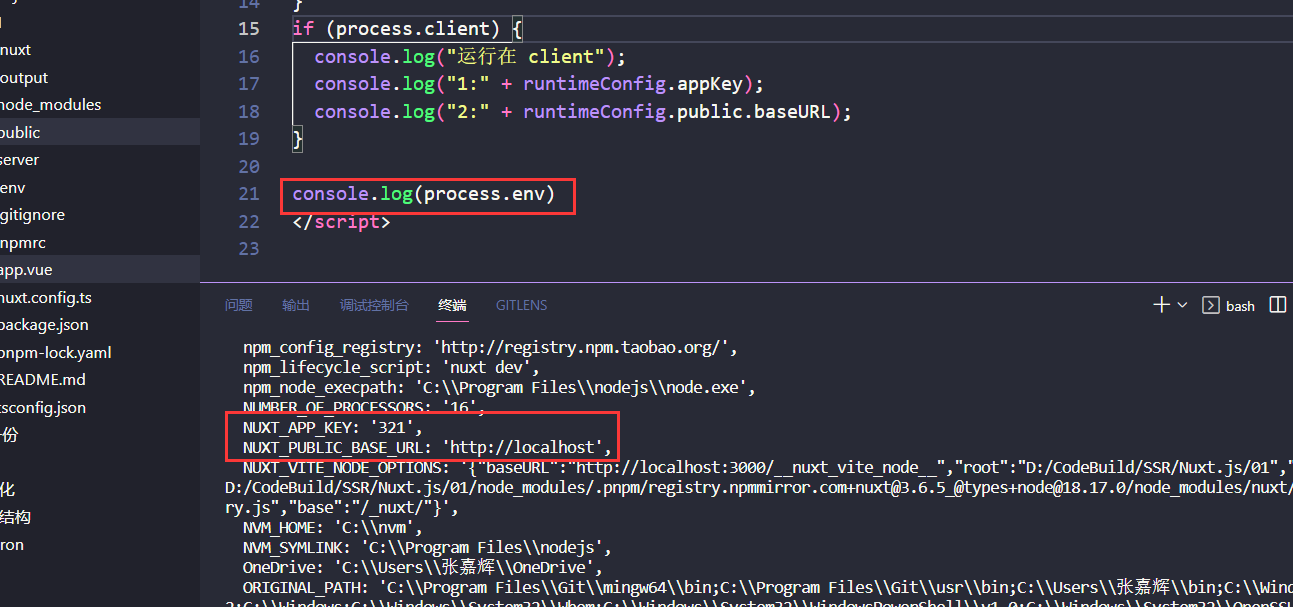 14 }
15 if (process.client) {
16 console.log("运行在 client");
17 console.log("1:" + runtimeConfig.appKey);
18 console.log("2:" + runtimeConfig.public.baseURL);
19 }
20
21 console.log(process.env)
22 </script>
23
nuxt
output
node_modules
public
server
env
gitignore
npmrc
app.vue
nuxt.config.ts
package.json
pnpm-lock.yaml
README.md
tsconfig.json
份
化
结构
ron
问题 输出 调试控制台 终端 GITLENS bash
npm_config_registry: 'http://registry.npm.taobao.org/',
npm_lifecycle_script: 'nuxt dev',
npm_node_execpath: 'C:\\Program Files\\nodejs\\node.exe',
NUMBER_OF_PROCESSORS: '16',
NUXT_APP_KEY: '321',
NUXT_PUBLIC_BASE_URL: 'http://localhost',
NUXT_VITE_NODE_OPTIONS: '{"baseURL":"http://localhost:3000/__nuxt_vite_node__","root":"D:/CodeBuild/SSR/Nuxt.js/01","
D:/CodeBuild/SSR/Nuxt.js/01/node_modules/.pnpm/registry.npmmirror.com+nuxt@3.6.5_@types+node@18.17.0/node_modules/nuxt/
ry.js","base":"/_nuxt/"}',
NVM_HOME: 'C:\\nvm',
NVM_SYMLINK: 'C:\\Program Files\\nodejs',
OneDrive: 'C:\\Users\\张嘉辉\\OneDrive',
ORIGINAL_PATH: 'C:\\Program Files\\Git\\mingw64\\bin;C:\\Program Files\\Git\\usr\\bin;C:\\Users\\张嘉辉\\bin;C:\\Wind